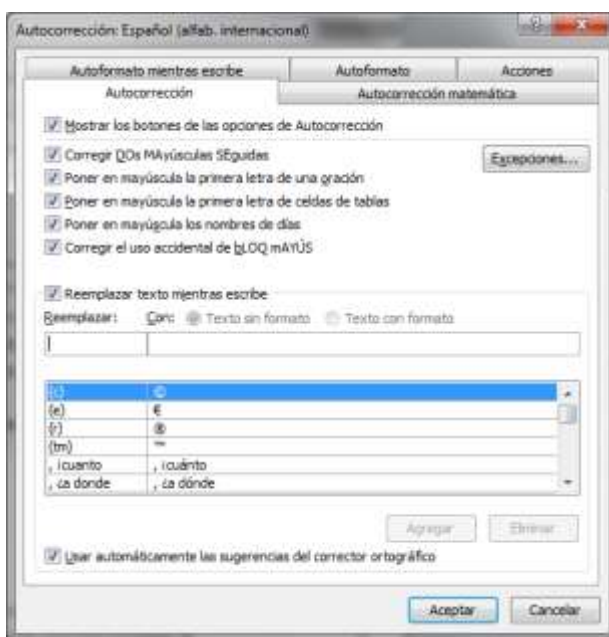 Autocorrección: Español (alfab. internacional)
Autoformato mientras escribe Autoformato Acciones
Autocorrección Autocorrección matemática
Mostrar los botones de las opciones de Autocorrección
Corregir DOs MAyúsculas SEguidas Excepciones...
Poner en mayúscula la primera letra de una oración
Poner en mayúscula la primera letra de celdas de tablas
Poner en mayúscula los nombres de días
Corregir el uso accidental de bLOQ mAYÚS
Reemplazar texto mientras escribe
Reemplazar: Con: Texto sin formato Texto con formato
(c) ©
(e) €
(r) ®
(tm) ™
, ¡cuanto , ¡cuánto
, ¿a donde , ¿a dónde
Agregar Eliminar
Usar automáticamente las sugerencias del corrector ortográfico
Aceptar Cancelar